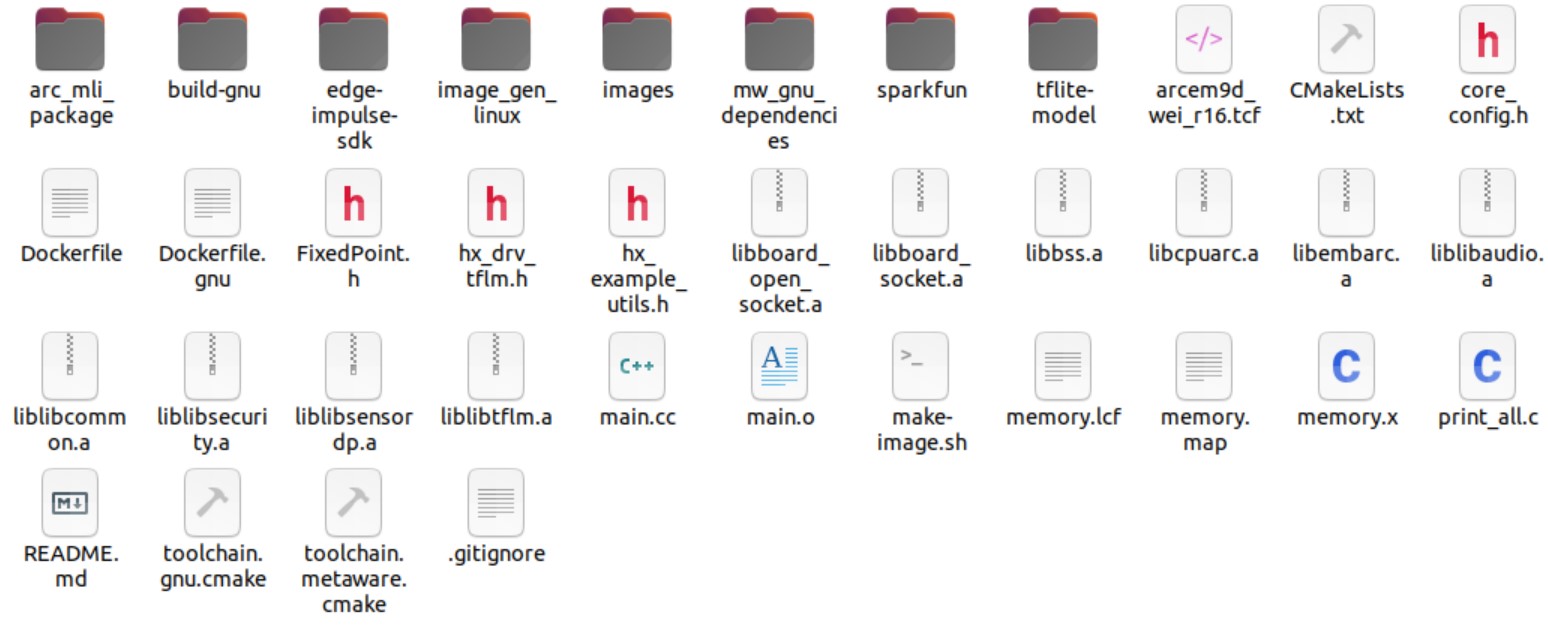 arc_mli_
package
build-gnu
edge-
impulse-
sdk
image_gen_
linux
images
mw_gnu_
dependenci
es
sparkfun
tflite-
model
</>
arcem9d_
wei_r16.tcf
CMakeLists
.txt
h
core_
config.h
Dockerfile
Dockerfile.
gnu
h
FixedPoint.
h
h
hx_drv_
tflm.h
h
hx_
example_
utils.h
libboard_
open_
socket.a
libboard_
socket.a
libbss.a
libcpuarc.a
libembarc.
a
liblibaudio.
a
liblibcomm
on.a
liblibsecuri
ty.a
liblibsensor
dp.a
liblibtflm.a
C++
main.cc
A
main.o
>_
make-
image.sh
memory.lcf
memory.
map
C
memory.x
C
print_all.c
M↓
README.
md
toolchain.
gnu.cmake
toolchain.
metaware.
cmake
.gitignore